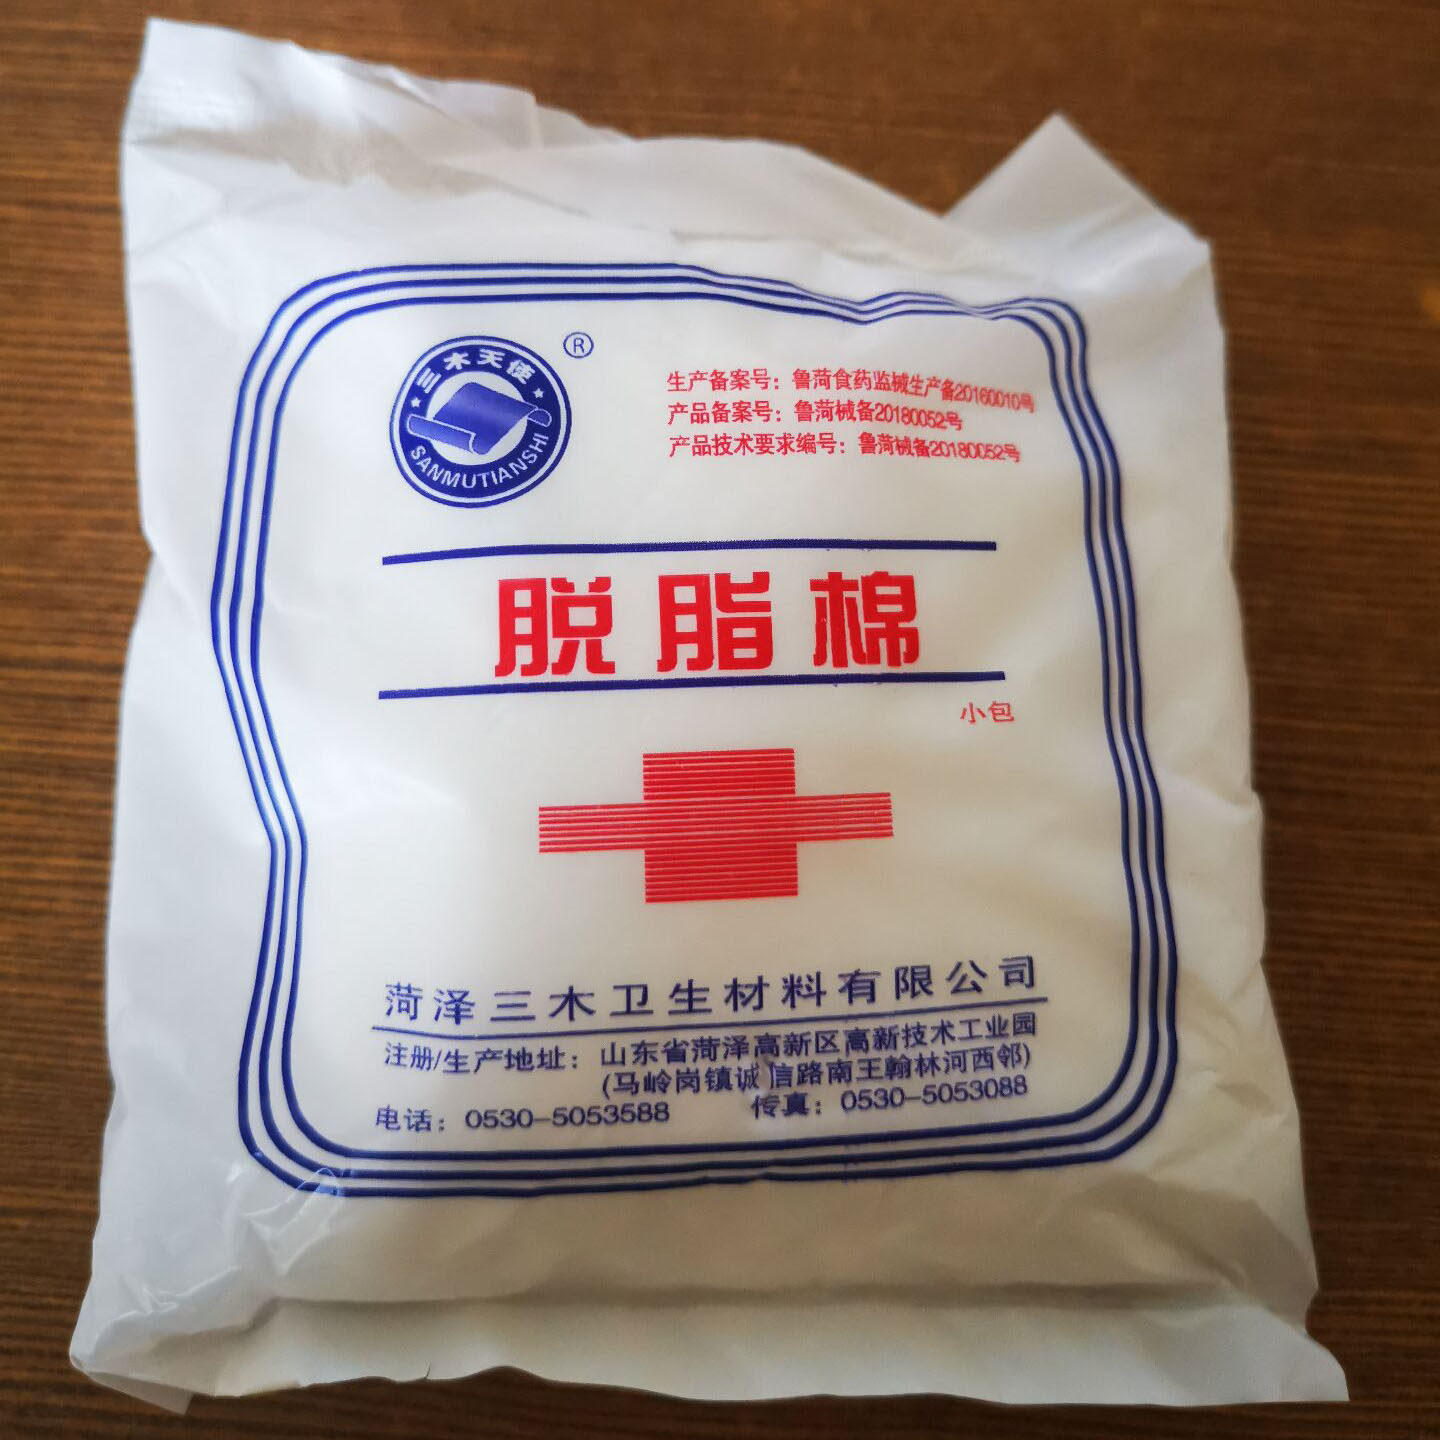 三木天使
SANMUTIANSHI
®
生产备案号：鲁菏食药监械生产备20160010号
产品备案号：鲁菏械备20180052号
产品技术要求编号：鲁菏械备20180052号
脱脂棉
小包
菏泽三木卫生材料有限公司
注册/生产地址：山东省菏泽高新区高新技术工业园
(马岭岗镇诚信路南王翰林河西邻)
电话：0530-5053588 传真：0530-5053088